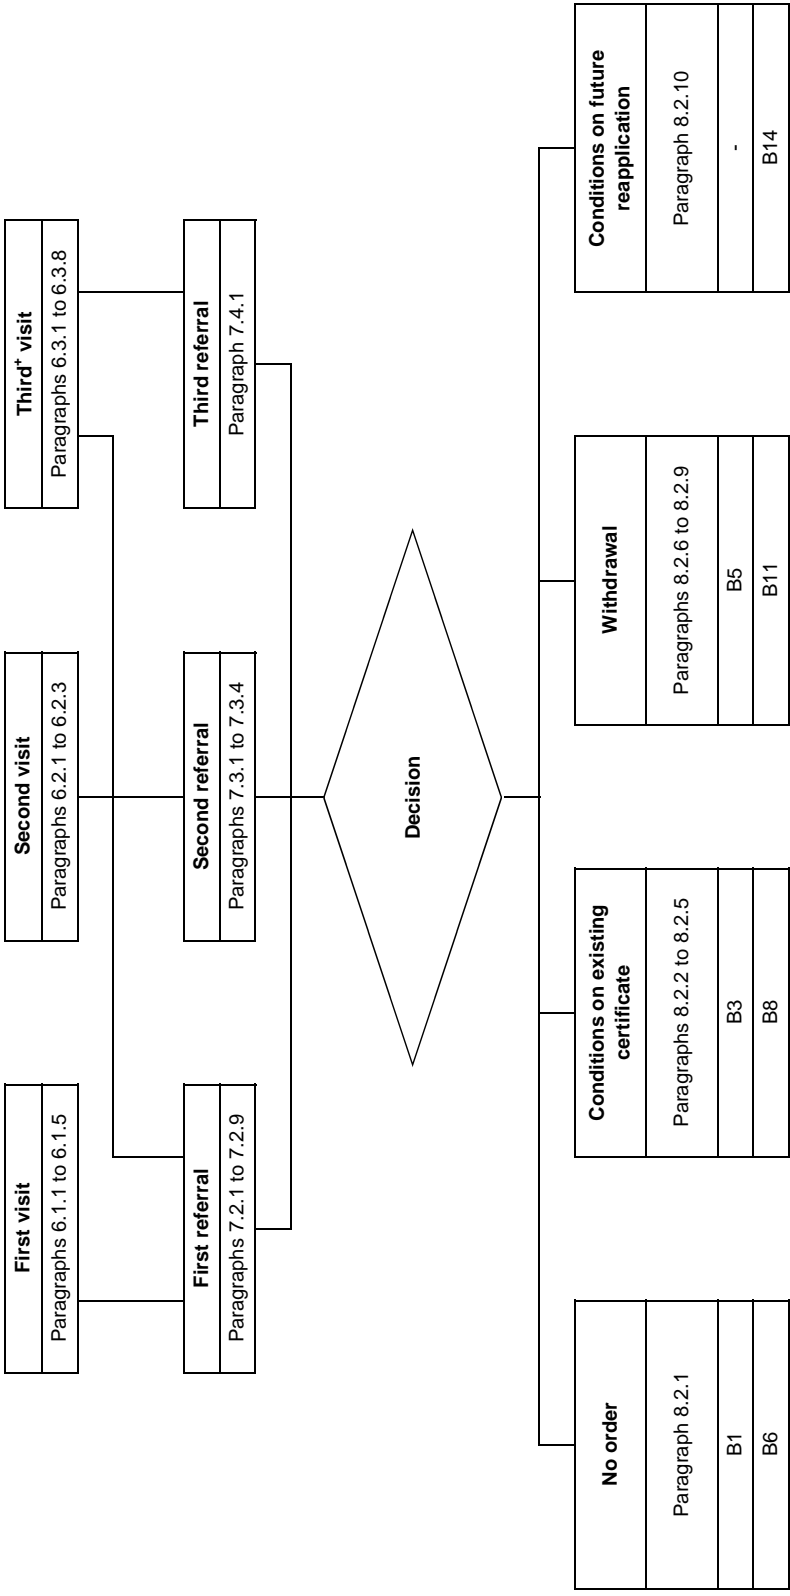 First visit
Paragraphs 6.1.1 to 6.1.5
Second visit
Paragraphs 6.2.1 to 6.2.3
Third+ visit
Paragraphs 6.3.1 to 6.3.8
First referral
Paragraphs 7.2.1 to 7.2.9
Second referral
Paragraphs 7.3.1 to 7.3.4
Third referral
Paragraph 7.4.1
Decision
No order
Paragraph 8.2.1
B1
B6
Conditions on existing
certificate
Paragraphs 8.2.2 to 8.2.5
B3
B8
Withdrawal
Paragraphs 8.2.6 to 8.2.9
B5
B11
Conditions on future
reapplication
Paragraph 8.2.10
-
B14